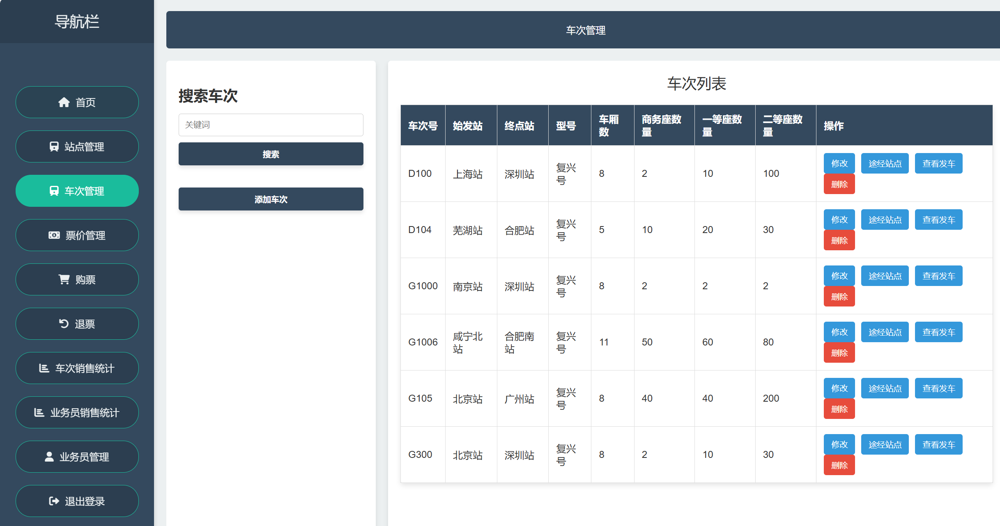 导航栏
首页
站点管理
车次管理
票价管理
购票
退票
车次销售统计
业务员销售统计
业务员管理
退出登录
车次管理
搜索车次
关键词
搜索
添加车次
车次列表
车次号 始发站 终点站 型号 车厢数 商务座数量 一等座数量 二等座数量 操作
D100 上海站 深圳站 复兴号 8 2 10 100 修改 途经站点 查看发车 删除
D104 芜湖站 合肥站 复兴号 5 10 20 30 修改 途经站点 查看发车 删除
G1000 南京站 深圳站 复兴号 8 2 2 2 修改 途经站点 查看发车 删除
G1006 咸宁北站 合肥南站 复兴号 11 50 60 80 修改 途经站点 查看发车 删除
G105 北京站 广州站 复兴号 8 40 40 200 修改 途经站点 查看发车 删除
G300 北京站 深圳站 复兴号 8 2 10 30 修改 途经站点 查看发车 删除